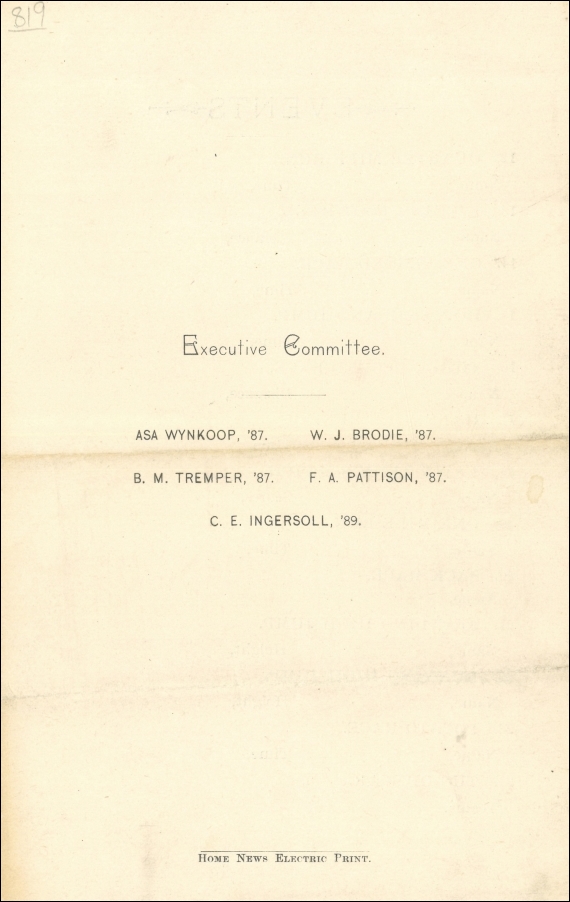 819
Executive Committee.
ASA WYNKOOP, '87. W. J. BRODIE, '87.
B. M. TREMPER, '87. F. A. PATTISON, '87.
C. E. INGERSOLL, '89.
HOME NEWS ELECTRIC PRINT.